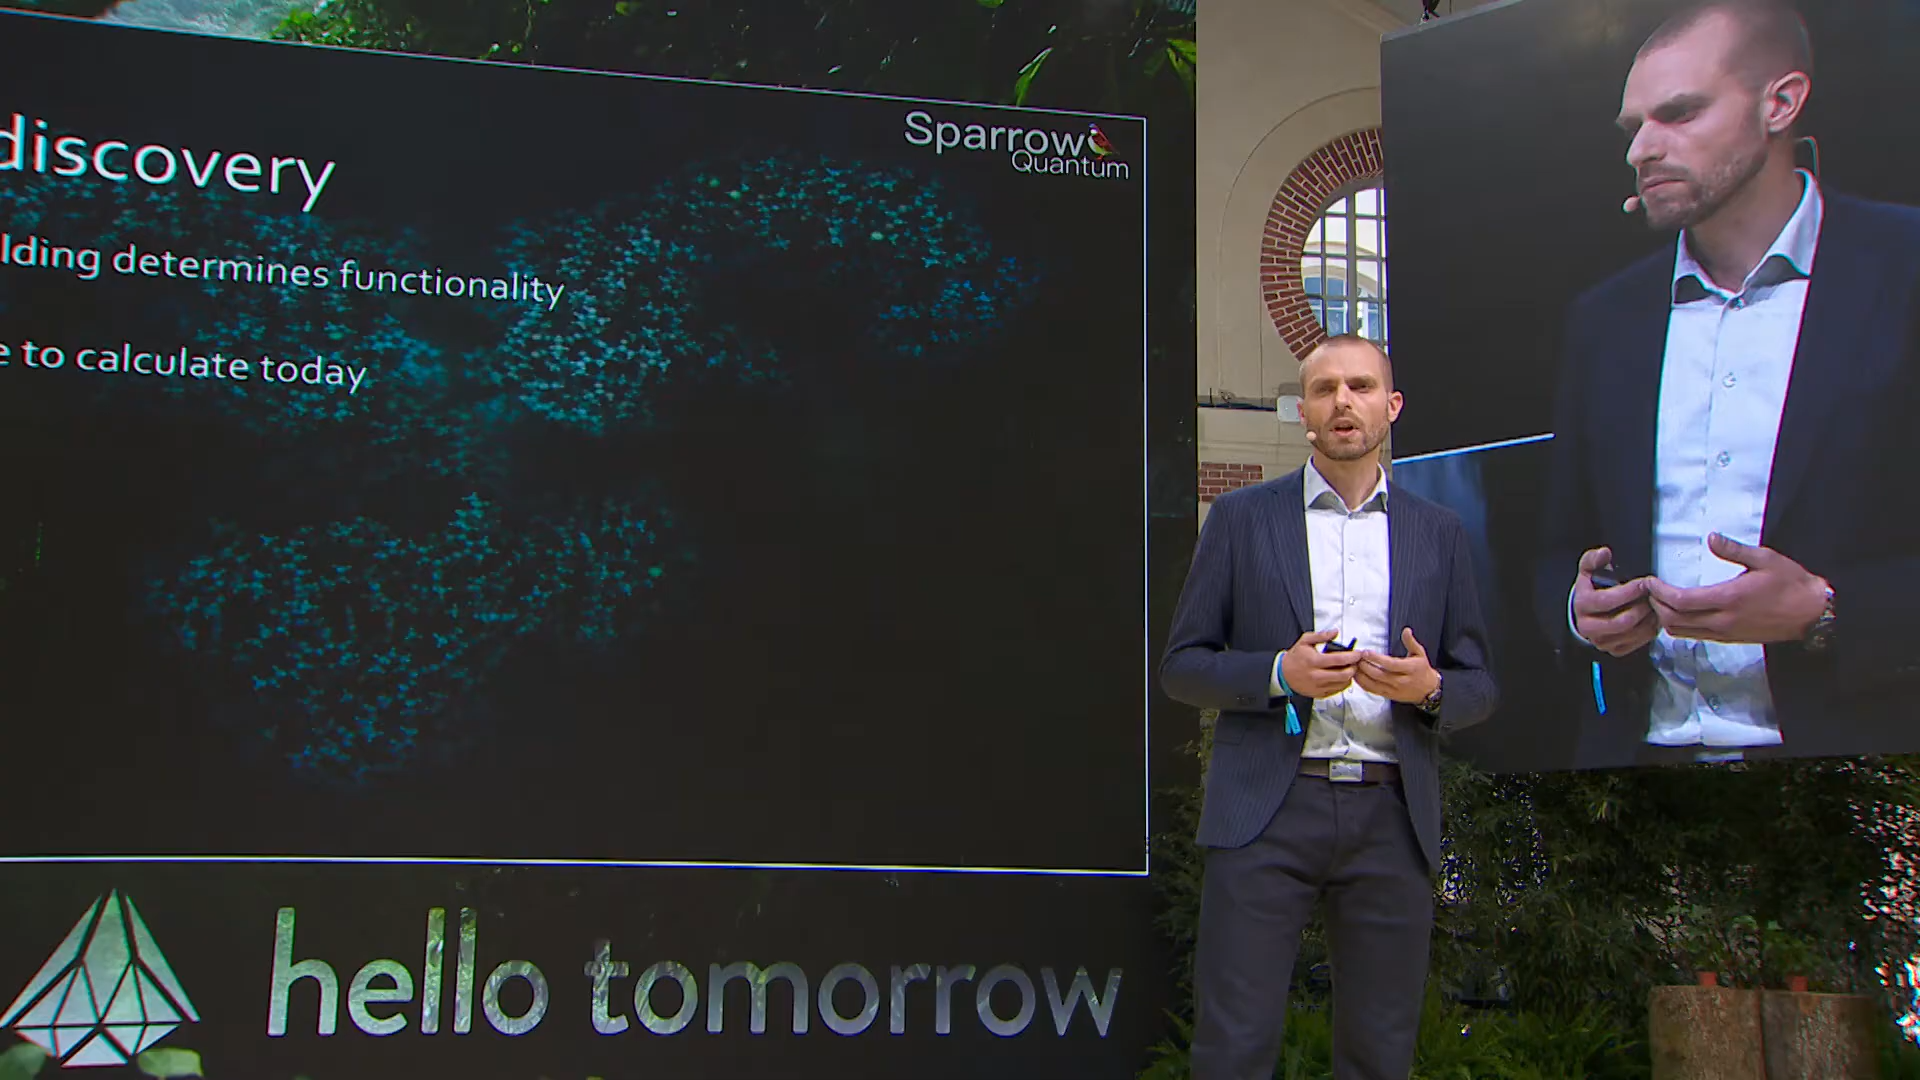 discovery
Sparrow
Quantum
lding determines functionality
e to calculate today
hello tomorrow